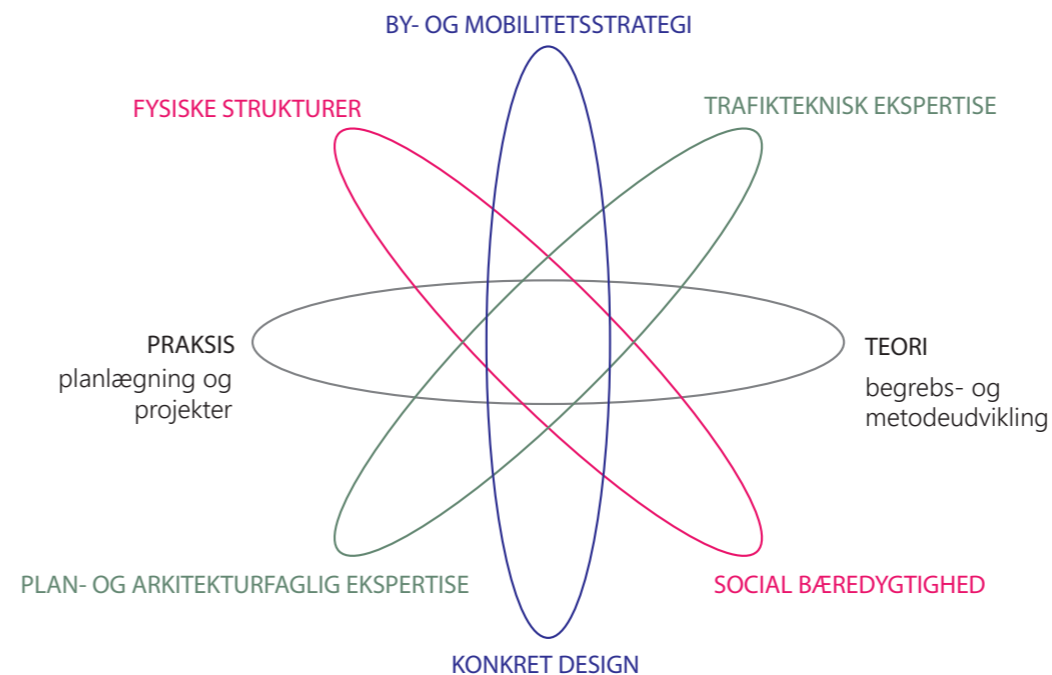 BY- OG MOBILITETSSTRATEGI
FYSISKE STRUKTURER
TRAFIKTEKNISK EKSPERTISE
PRAKSIS
planlægning og
projekter
TEORI
begrebs- og
metodeudvikling
PLAN- OG ARKITEKTURFAGLIG EKSPERTISE
SOCIAL BÆREDYGTIGHED
KONKRET DESIGN